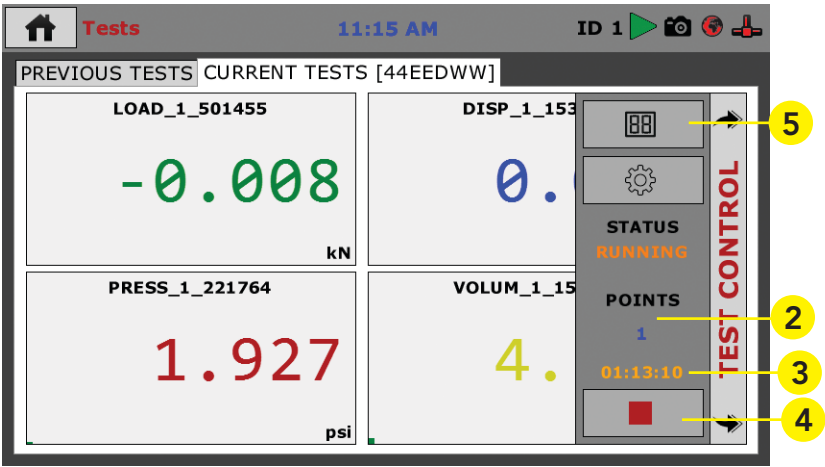 Tests
11:15 AM
ID 1
PREVIOUS TESTS
CURRENT TESTS [44EEDWW]
LOAD_1_501455
-0.008
kN
DISP_1_153
0.
PRESS_1_221764
1.927
psi
VOLUM_1_15
4.
88
STATUS
RUNNING
POINTS
1
01:13:10
TEST CONTROL
5
2
3
4